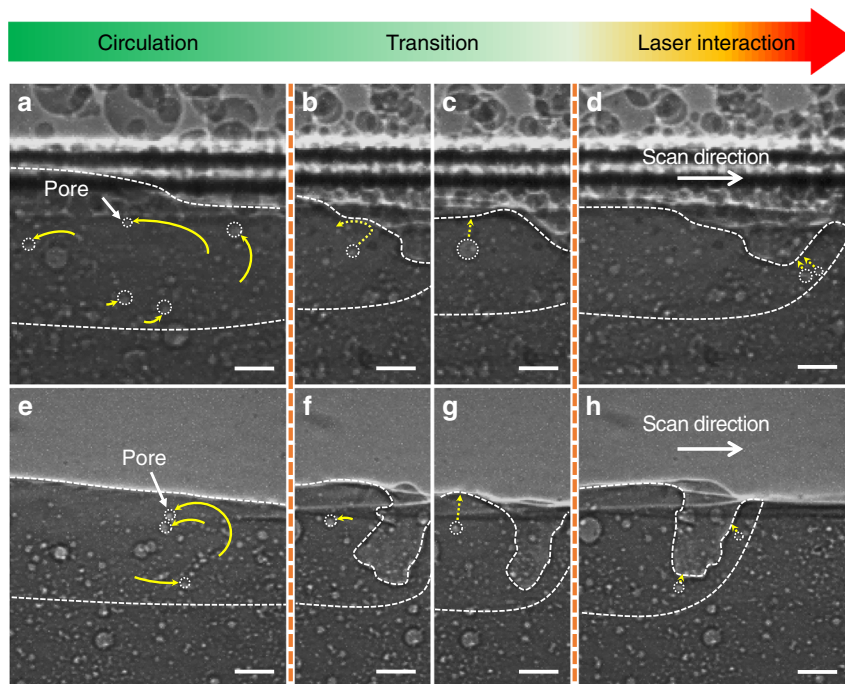 Circulation
Transition
Laser interaction
a
b
c
d
Pore
Scan direction
e
f
g
h
Pore
Scan direction